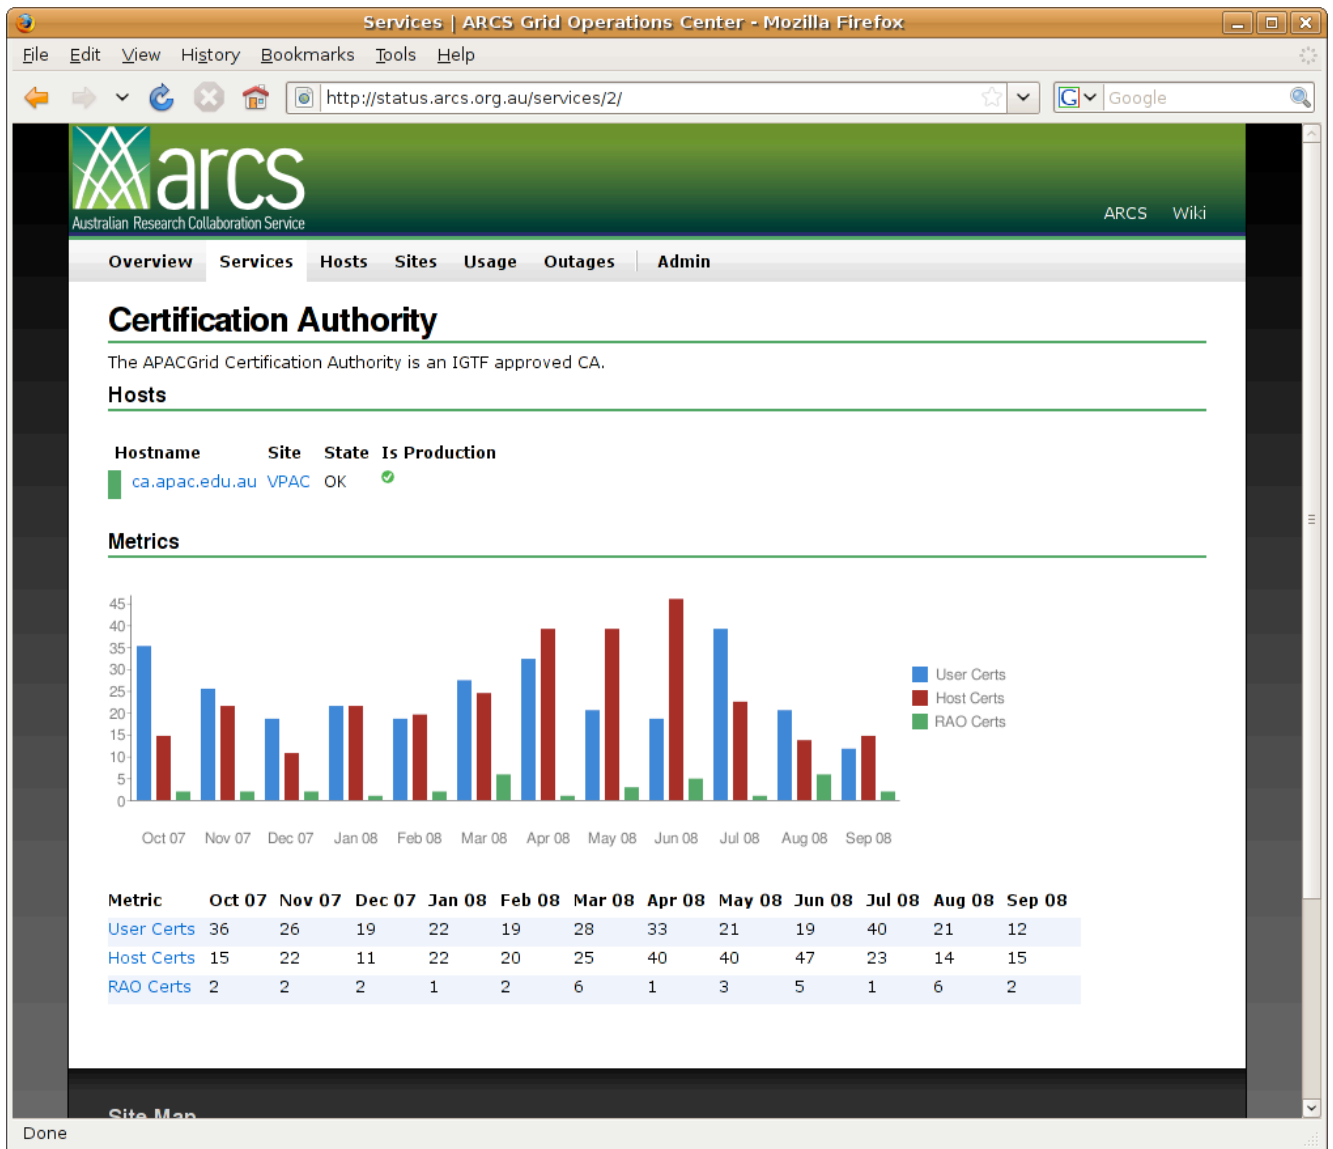 Services | ARCS Grid Operations Center - Mozilla Firefox
File Edit View History Bookmarks Tools Help
http://status.arcs.org.au/services/2/ Google
arcs
Australian Research Collaboration Service
ARCS Wiki
Overview Services Hosts Sites Usage Outages Admin
Certification Authority
The APACGrid Certification Authority is an IGTF approved CA.
Hosts
Hostname Site State Is Production
ca.apac.edu.au VPAC OK
Metrics
45
40
35
30
25
20
15
10
5
0
User Certs
Host Certs
RAO Certs
Oct 07 Nov 07 Dec 07 Jan 08 Feb 08 Mar 08 Apr 08 May 08 Jun 08 Jul 08 Aug 08 Sep 08
Metric Oct 07 Nov 07 Dec 07 Jan 08 Feb 08 Mar 08 Apr 08 May 08 Jun 08 Jul 08 Aug 08 Sep 08
User Certs 36 26 19 22 19 28 33 21 19 40 21 12
Host Certs 15 22 11 22 20 25 40 40 47 23 14 15
RAO Certs 2 2 2 1 2 6 1 3 5 1 6 2
Site Map
Done